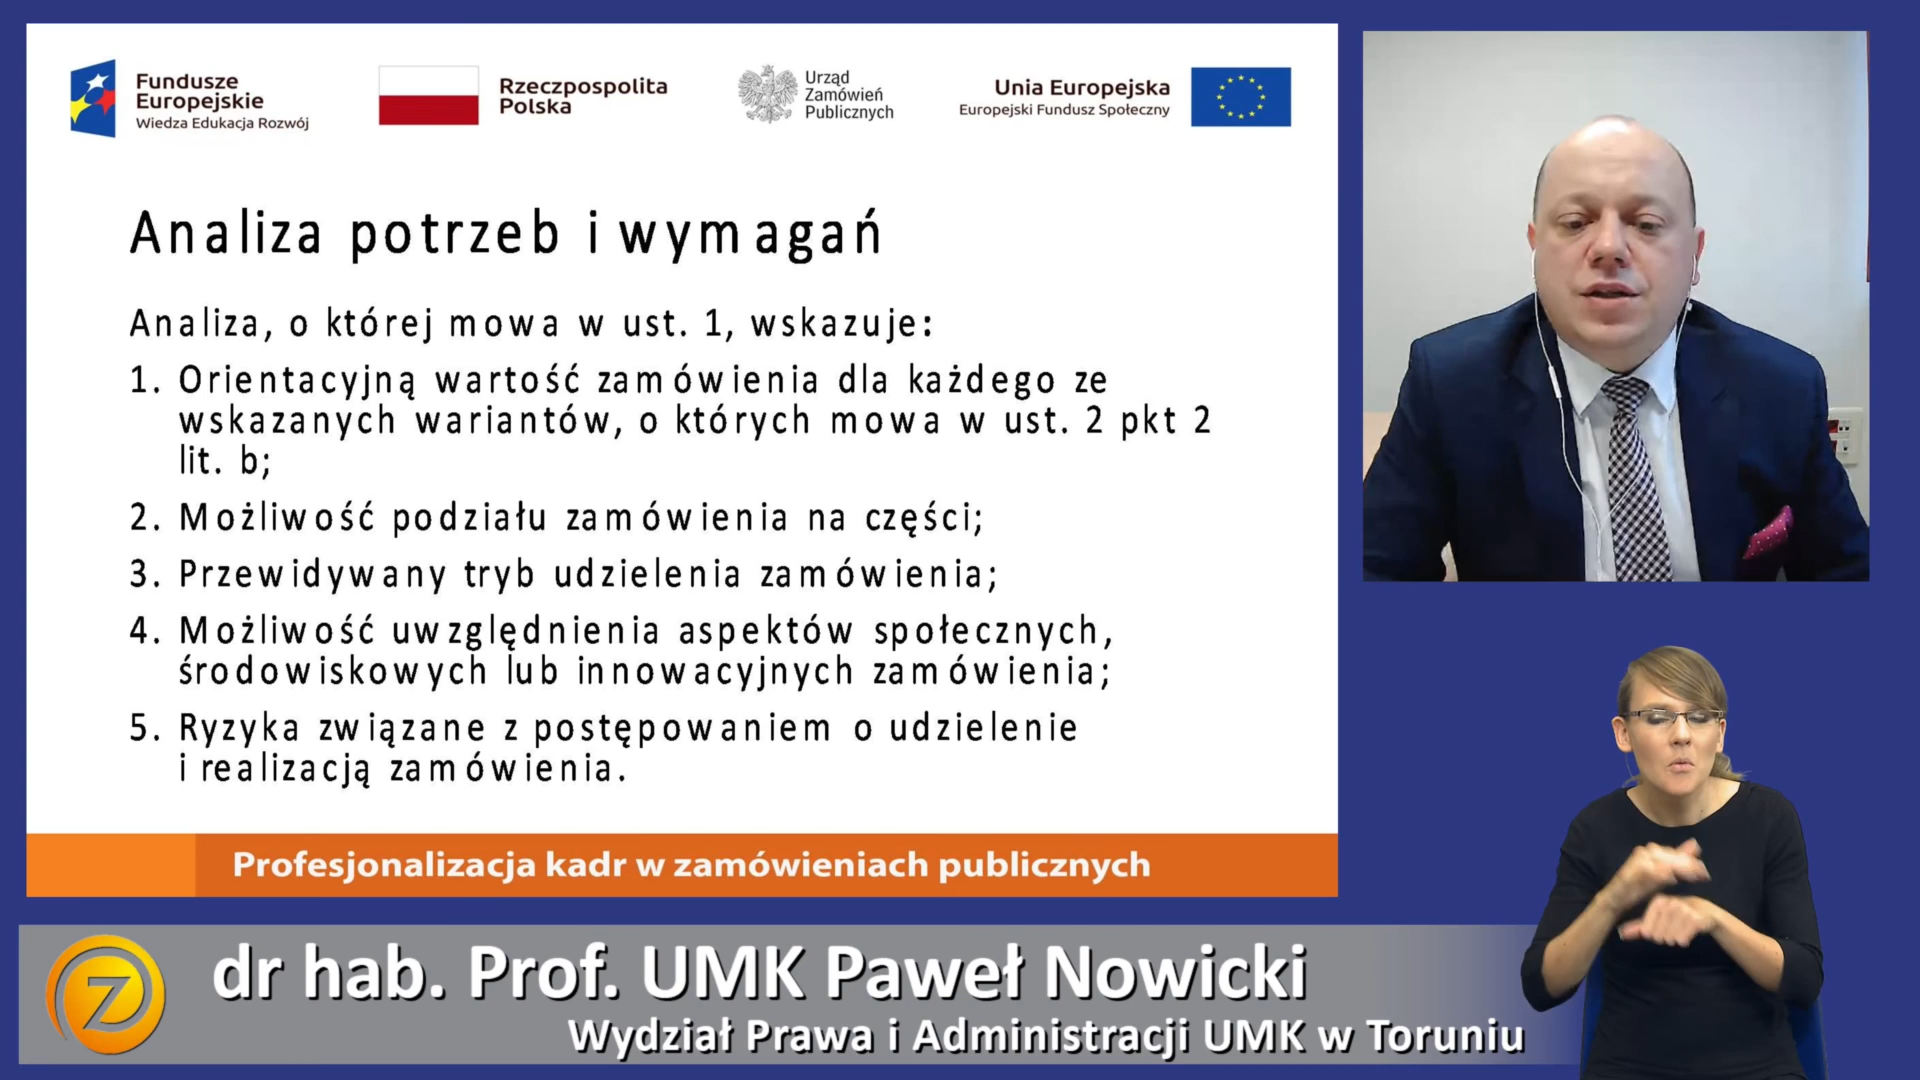 Fundusze
Europejskie
Wiedza Edukacja Rozwój
Rzeczpospolita
Polska
Urząd
Zamówień
Publicznych
Unia Europejska
Europejski Fundusz Społeczny
Analiza potrzeb i wymagań
Analiza, o której mowa w ust. 1, wskazuje:
1. Orientacyjną wartość zamówienia dla każdego ze
wskazanych wariantów, o których mowa w ust. 2 pkt 2
lit. b;
2. Możliwość podziału zamówienia na części;
3. Przewidywany tryb udzielenia zamówienia;
4. Możliwość uwzględnienia aspektów społecznych,
środowiskowych lub innowacyjnych zamówienia;
5. Ryzyka związane z postępowaniem o udzielenie
i realizacją zamówienia.
Profesjonalizacja kadr w zamówieniach publicznych
Z
dr hab. Prof. UMK Paweł Nowicki
Wydział Prawa i Administracji UMK w Toruniu